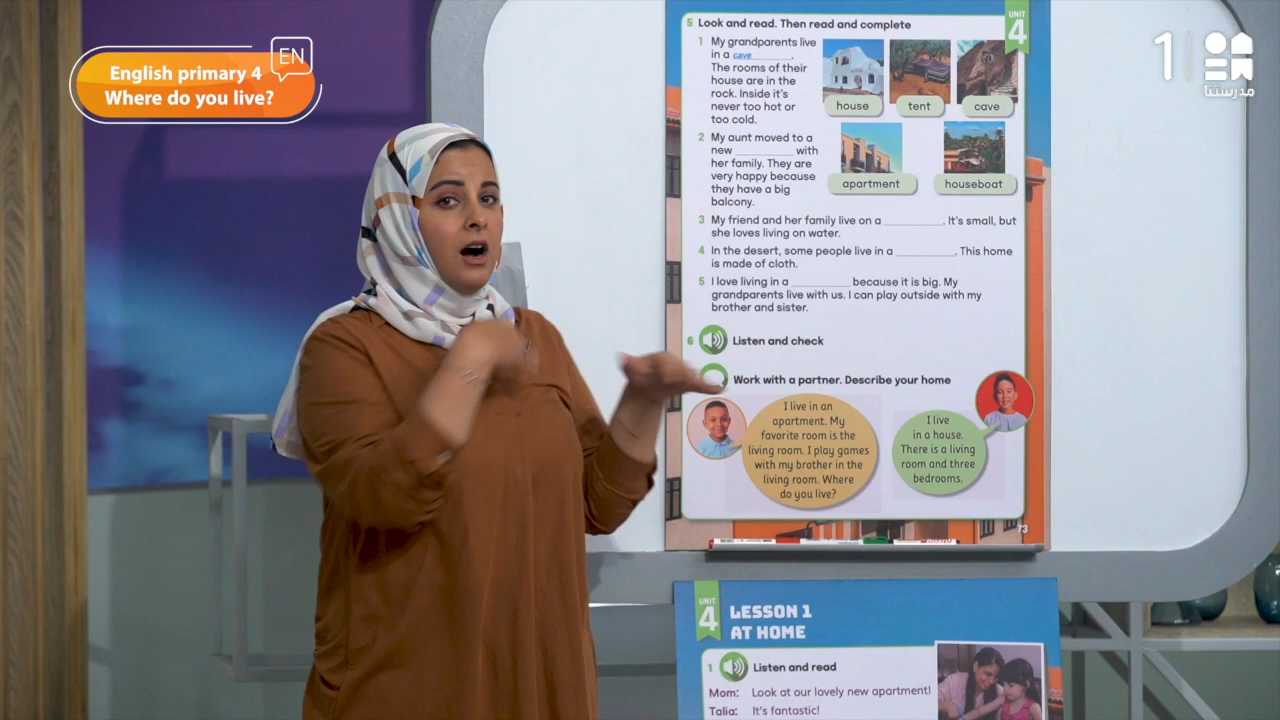 EN
English primary 4
Where do you live?
1
مدرستنا
UNIT
4
5 Look and read. Then read and complete
1 My grandparents live
in a cave.
The rooms of their
house are in the
rock. Inside it's
never too hot or
too cold.
house
tent
cave
2 My aunt moved to a
new ________ with
her family. They are
very happy because
they have a big
balcony.
apartment
houseboat
3 My friend and her family live on a ________. It's small, but
she loves living on water.
4 In the desert, some people live in a ________. This home
is made of cloth.
5 I love living in a ________ because it is big. My
grandparents live with us. I can play outside with my
brother and sister.
6 Listen and check
Work with a partner. Describe your home
I live in an
apartment. My
favorite room is the
living room. I play games
with my brother in the
living room. Where
do you live?
I live
in a house.
There is a living
room and three
bedrooms.
73
UNIT
4
LESSON 1
AT HOME
1 Listen and read
Mom: Look at our lovely new apartment!
Talia: It's fantastic!